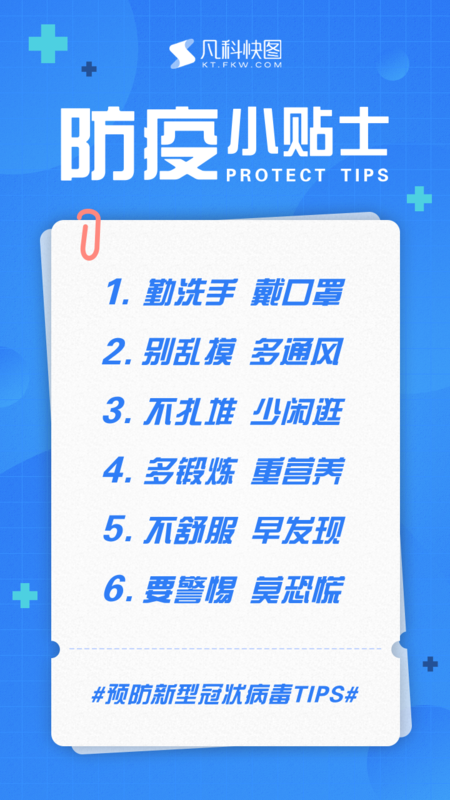 凡科快图
KT.FKW.COM
防疫小贴士
PROTECT TIPS
1. 勤洗手 戴口罩
2. 别乱摸 多通风
3. 不扎堆 少闲逛
4. 多锻炼 重营养
5. 不舒服 早发现
6. 要警惕 莫恐慌
#预防新型冠状病毒TIPS#